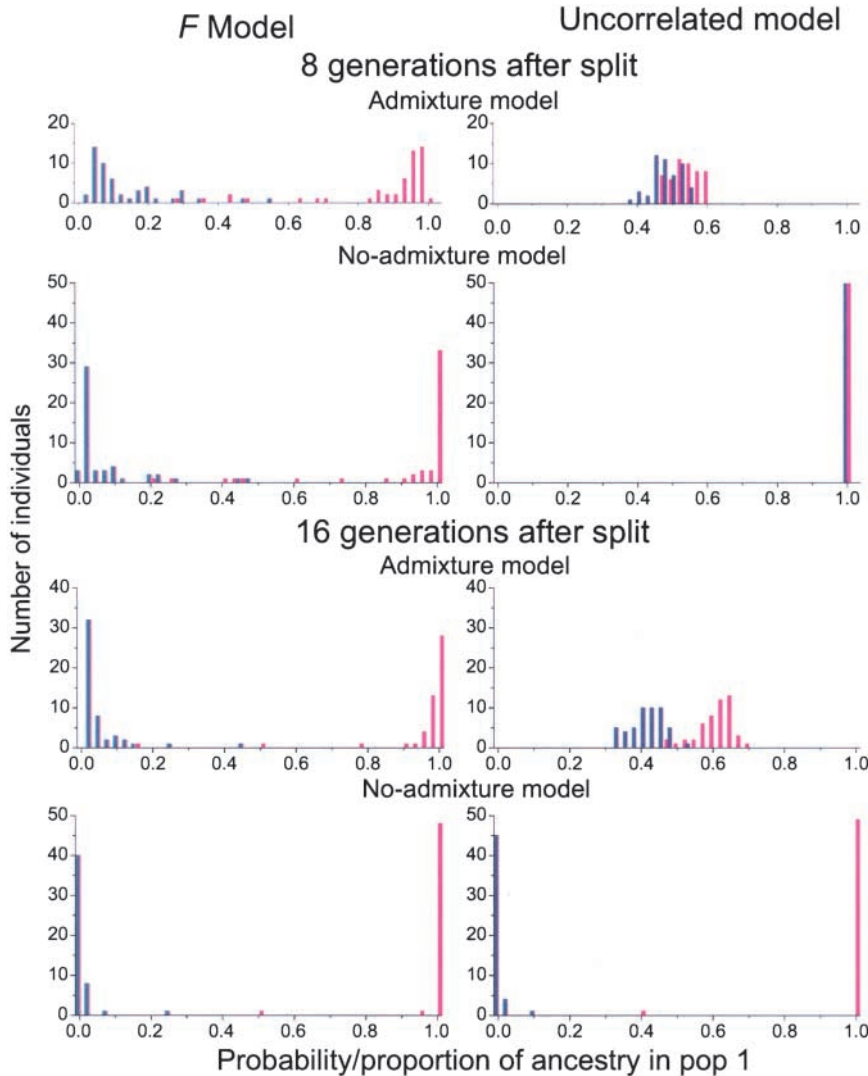 F Model Uncorrelated model
8 generations after split
Admixture model
20
10
0
0.0 0.2 0.4 0.6 0.8 1.0
20
10
0
0.0 0.2 0.4 0.6 0.8 1.0
No-admixture model
50
40
30
20
10
0
0.0 0.2 0.4 0.6 0.8 1.0
50
40
30
20
10
0
0.0 0.2 0.4 0.6 0.8 1.0
Number of individuals
16 generations after split
Admixture model
40
30
20
10
0
0.0 0.2 0.4 0.6 0.8 1.0
40
30
20
10
0
0.0 0.2 0.4 0.6 0.8 1.0
No-admixture model
50
40
30
20
10
0
0.0 0.2 0.4 0.6 0.8 1.0
50
40
30
20
10
0
0.0 0.2 0.4 0.6 0.8 1.0
Probability/proportion of ancestry in pop 1